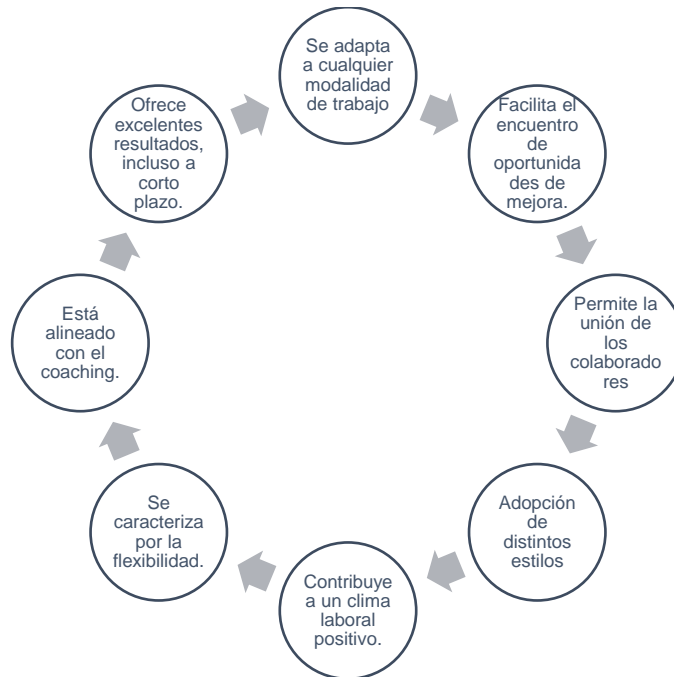 Se adapta
a cualquier
modalidad
de trabajo
Facilita el
encuentro
de
oportunida
des de
mejora.
Permite la
unión de
los
colaborado
res
Adopción
de
distintos
estilos
Contribuye
a un clima
laboral
positivo.
Se
caracteriza
por la
flexibilidad.
Está
alineado
con el
coaching.
Ofrece
excelentes
resultados,
incluso a
corto
plazo.